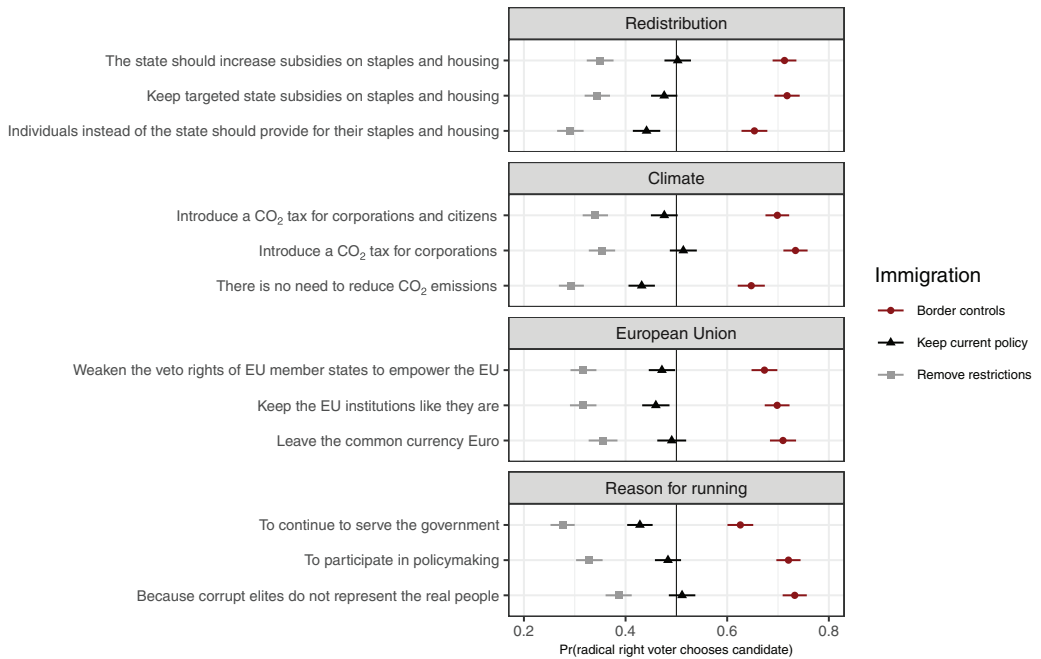 Redistribution
The state should increase subsidies on staples and housing
Keep targeted state subsidies on staples and housing
Individuals instead of the state should provide for their staples and housing
Climate
Introduce a CO₂ tax for corporations and citizens
Introduce a CO₂ tax for corporations
There is no need to reduce CO₂ emissions
European Union
Weaken the veto rights of EU member states to empower the EU
Keep the EU institutions like they are
Leave the common currency Euro
Reason for running
To continue to serve the government
To participate in policymaking
Because corrupt elites do not represent the real people
0.2 0.4 0.6 0.8
Pr(radical right voter chooses candidate)
Immigration
Border controls
Keep current policy
Remove restrictions